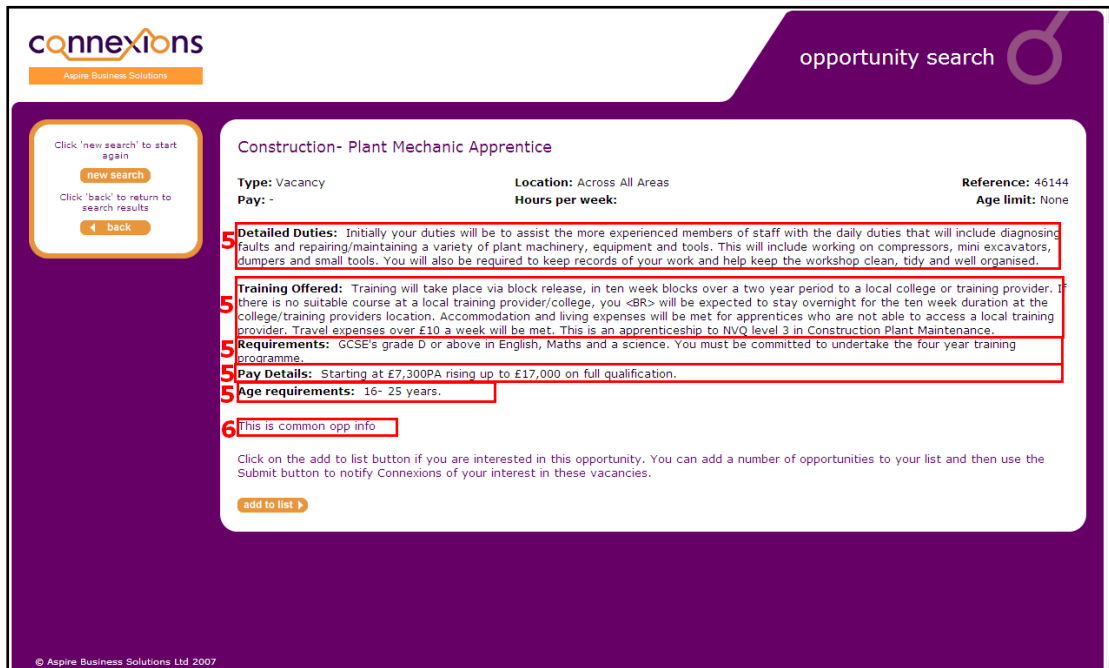 connexions
Aspire Business Solutions
opportunity search
Click 'new search' to start
again
new search
Click 'back' to return to
search results
back
Construction- Plant Mechanic Apprentice
Type: Vacancy Location: Across All Areas Reference: 46144
Pay: - Hours per week: Age limit: None
5 Detailed Duties: Initially your duties will be to assist the more experienced members of staff with the daily duties that will include diagnosing
faults and repairing/maintaining a variety of plant machinery, equipment and tools. This will include working on compressors, mini excavators,
dumpers and small tools. You will also be required to keep records of your work and help keep the workshop clean, tidy and well organised.
5 Training Offered: Training will take place via block release, in ten week blocks over a two year period to a local college or training provider. If
there is no suitable course at a local training provider/college, you <BR> will be expected to stay overnight for the ten week duration at the
college/training providers location. Accommodation and living expenses will be met for apprentices who are not able to access a local training
provider. Travel expenses over £10 a week will be met. This is an apprenticeship to NVQ level 3 in Construction Plant Maintenance.
5 Requirements: GCSE's grade D or above in English, Maths and a science. You must be committed to undertake the four year training
programme.
5 Pay Details: Starting at £7,300PA rising up to £17,000 on full qualification.
5 Age requirements: 16- 25 years.
6 This is common opp info
Click on the add to list button if you are interested in this opportunity. You can add a number of opportunities to your list and then use the
Submit button to notify Connexions of your interest in these vacancies.
add to list
© Aspire Business Solutions Ltd 2007